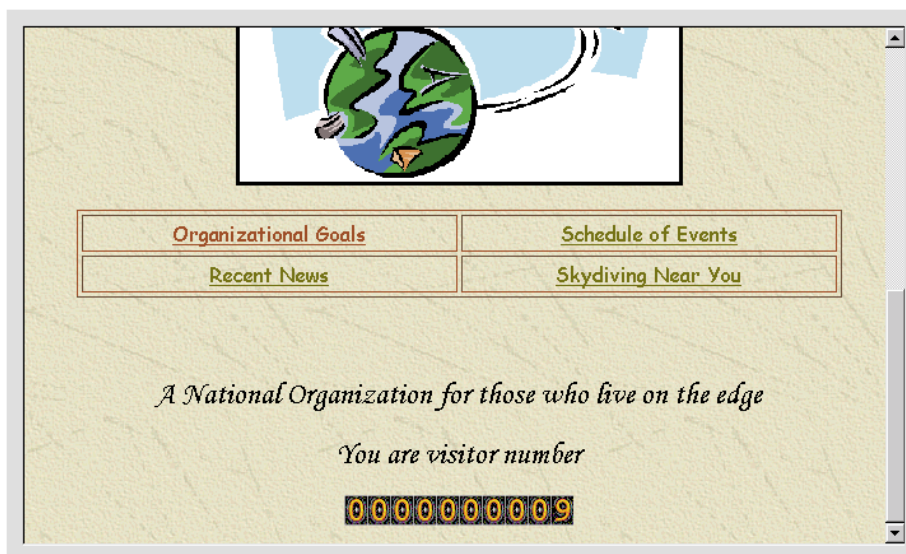 Organizational Goals Schedule of Events
Recent News Skydiving Near You
A National Organization for those who live on the edge
You are visitor number
0000000009